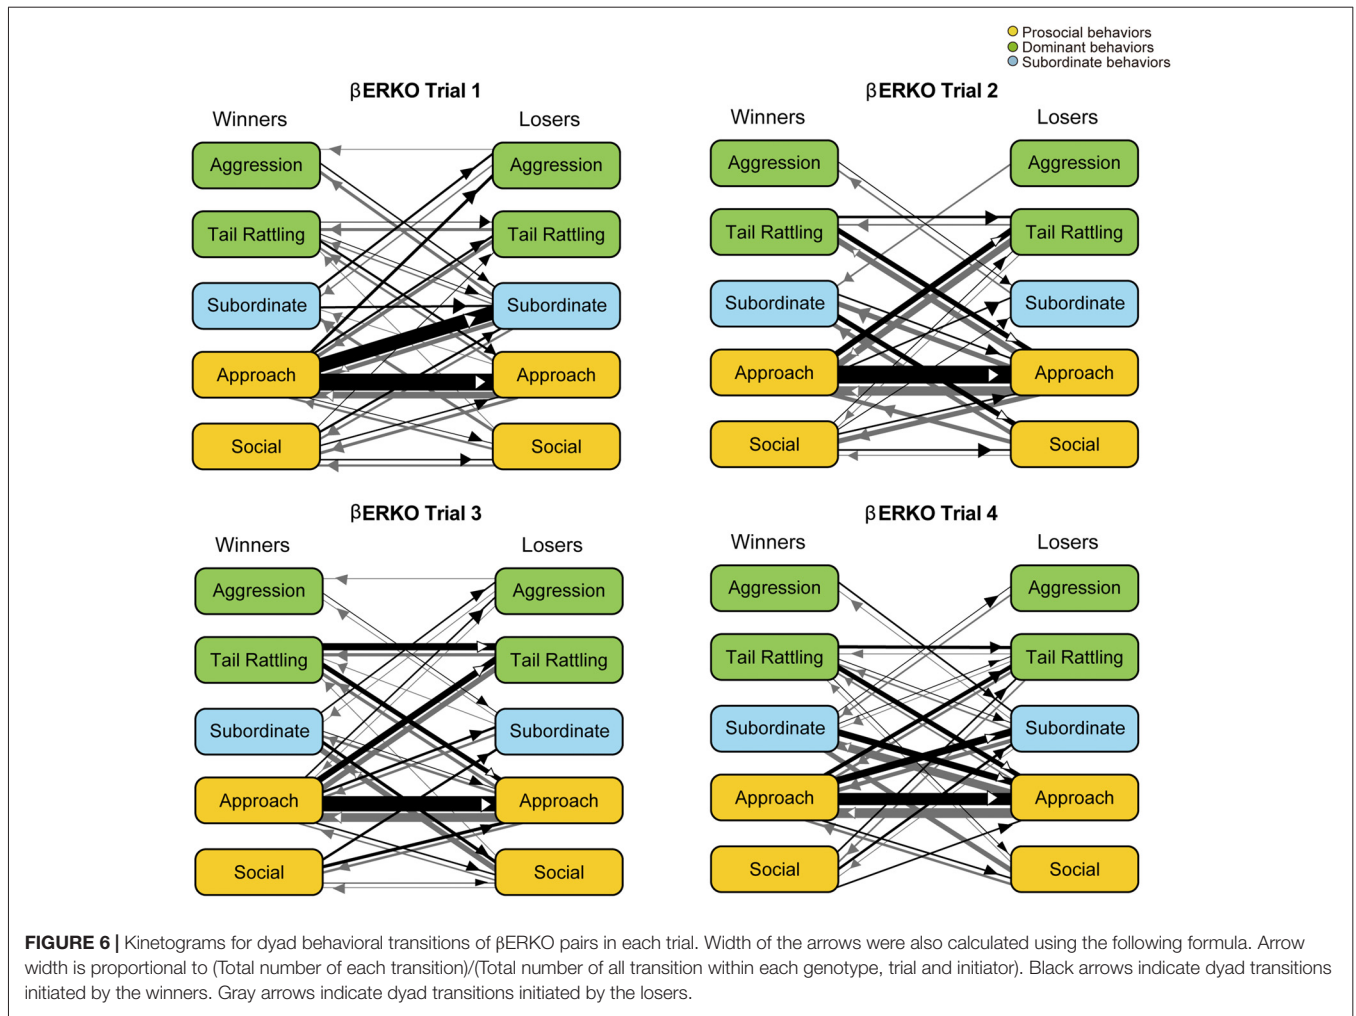 Prosocial behaviors
Dominant behaviors
Subordinate behaviors
βERKO Trial 1
Winners
Losers
Aggression
Aggression
Tail Rattling
Tail Rattling
Subordinate
Subordinate
Approach
Approach
Social
Social
βERKO Trial 2
Winners
Losers
Aggression
Aggression
Tail Rattling
Tail Rattling
Subordinate
Subordinate
Approach
Approach
Social
Social
βERKO Trial 3
Winners
Losers
Aggression
Aggression
Tail Rattling
Tail Rattling
Subordinate
Subordinate
Approach
Approach
Social
Social
βERKO Trial 4
Winners
Losers
Aggression
Aggression
Tail Rattling
Tail Rattling
Subordinate
Subordinate
Approach
Approach
Social
Social
FIGURE 6 | Kinetograms for dyad behavioral transitions of βERKO pairs in each trial. Width of the arrows were also calculated using the following formula. Arrow
width is proportional to (Total number of each transition)/(Total number of all transition within each genotype, trial and initiator). Black arrows indicate dyad transitions
initiated by the winners. Gray arrows indicate dyad transitions initiated by the losers.